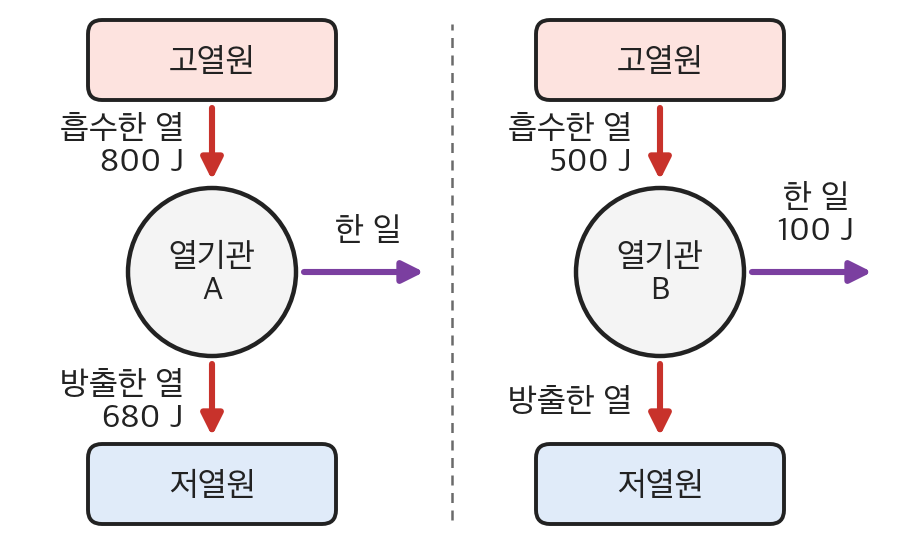 고열원
흡수한 열
800 J
열기관
A
한 일
방출한 열
680 J
저열원
고열원
흡수한 열
500 J
열기관
B
한 일
100 J
방출한 열
저열원